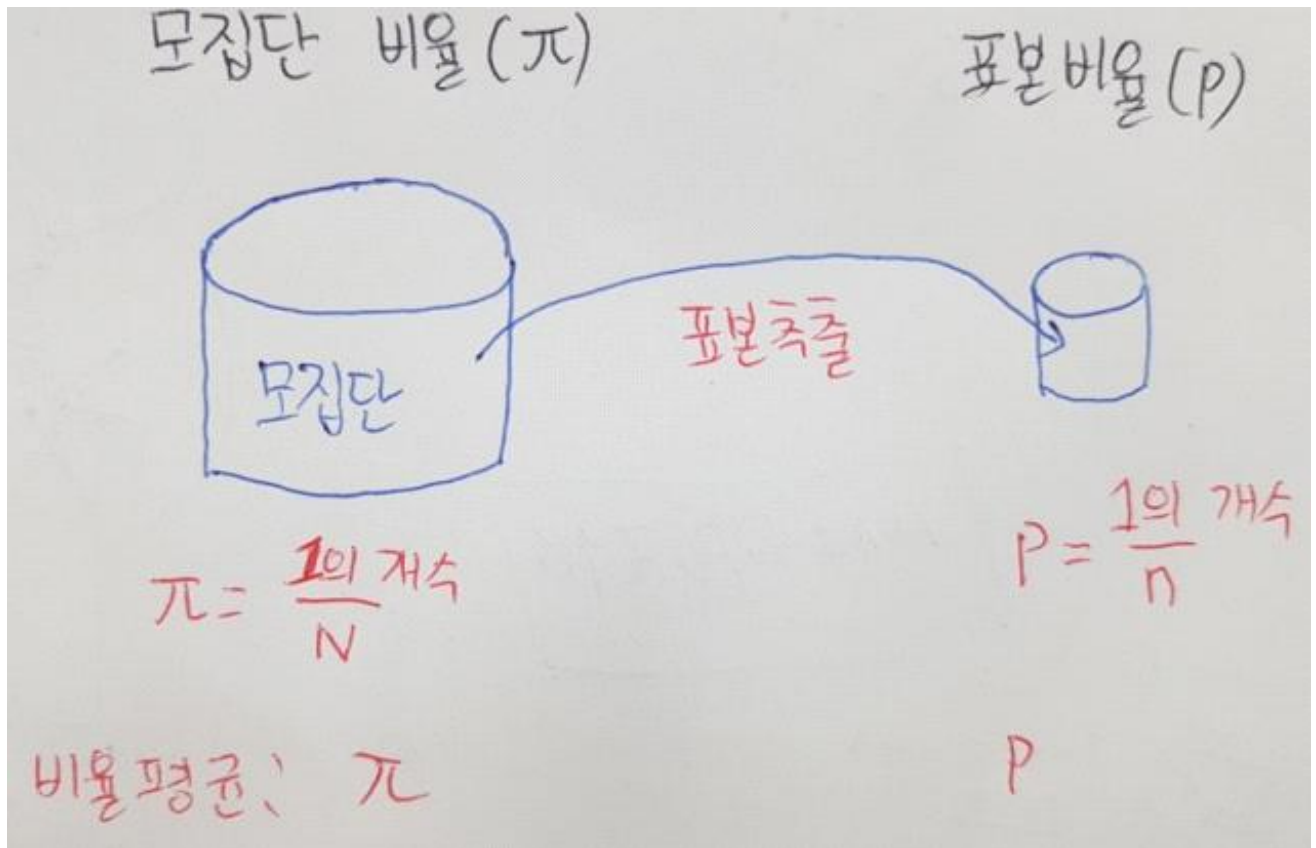 모집단 비율(π)
표본비율(p)
표본추출
모집단
π = 1의 개수 / N
P = 1의 개수 / n
비율평균: π
P